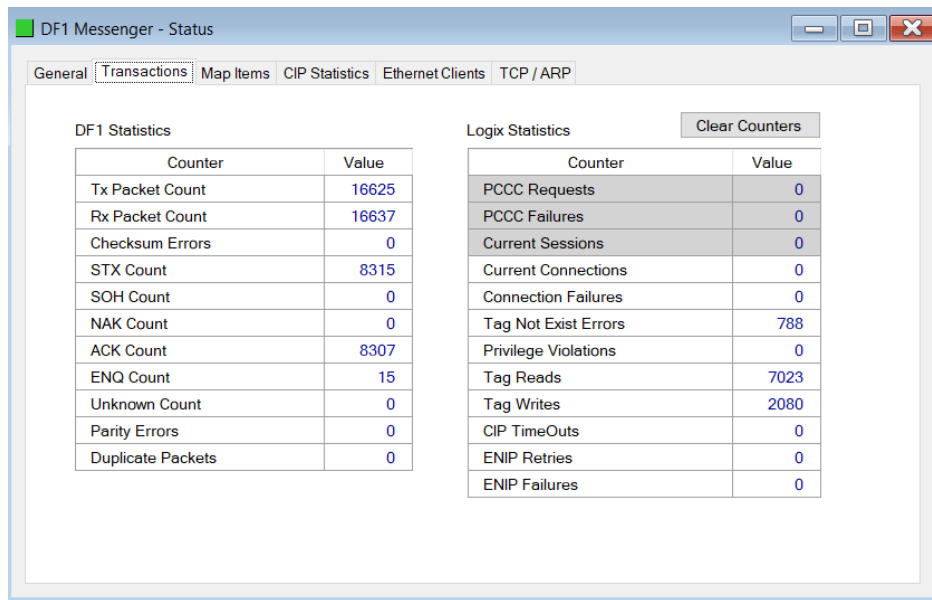 DF1 Messenger - Status
General Transactions Map Items CIP Statistics Ethernet Clients TCP / ARP
DF1 Statistics
Counter Value
Tx Packet Count 16625
Rx Packet Count 16637
Checksum Errors 0
STX Count 8315
SOH Count 0
NAK Count 0
ACK Count 8307
ENQ Count 15
Unknown Count 0
Parity Errors 0
Duplicate Packets 0
Logix Statistics
Clear Counters
Counter Value
PCCC Requests 0
PCCC Failures 0
Current Sessions 0
Current Connections 0
Connection Failures 0
Tag Not Exist Errors 788
Privilege Violations 0
Tag Reads 7023
Tag Writes 2080
CIP TimeOuts 0
ENIP Retries 0
ENIP Failures 0